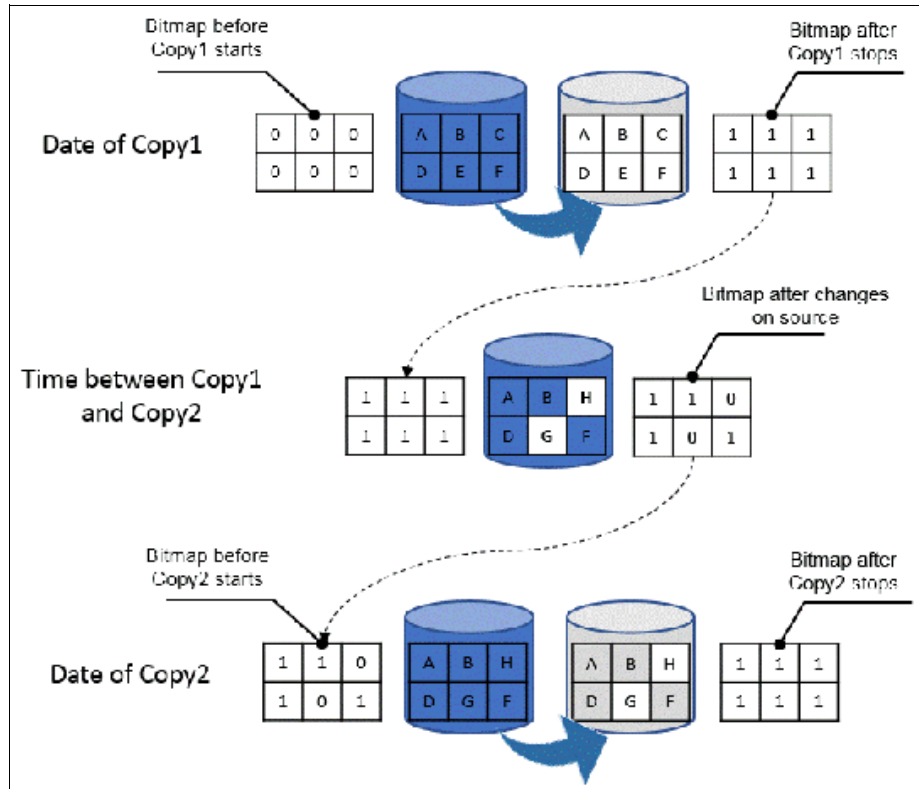 Bitmap before
Copy1 starts
Bitmap after
Copy1 stops
Date of Copy1
0 0 0
0 0 0
A B C
D E F
A B C
D E F
1 1 1
1 1 1
Bitmap after changes
on source
Time between Copy1
and Copy2
1 1 1
1 1 1
A B H
D G F
1 1 0
1 0 1
Bitmap before
Copy2 starts
Bitmap after
Copy2 stops
Date of Copy2
1 1 0
1 0 1
A B H
D G F
A B H
D G F
1 1 1
1 1 1